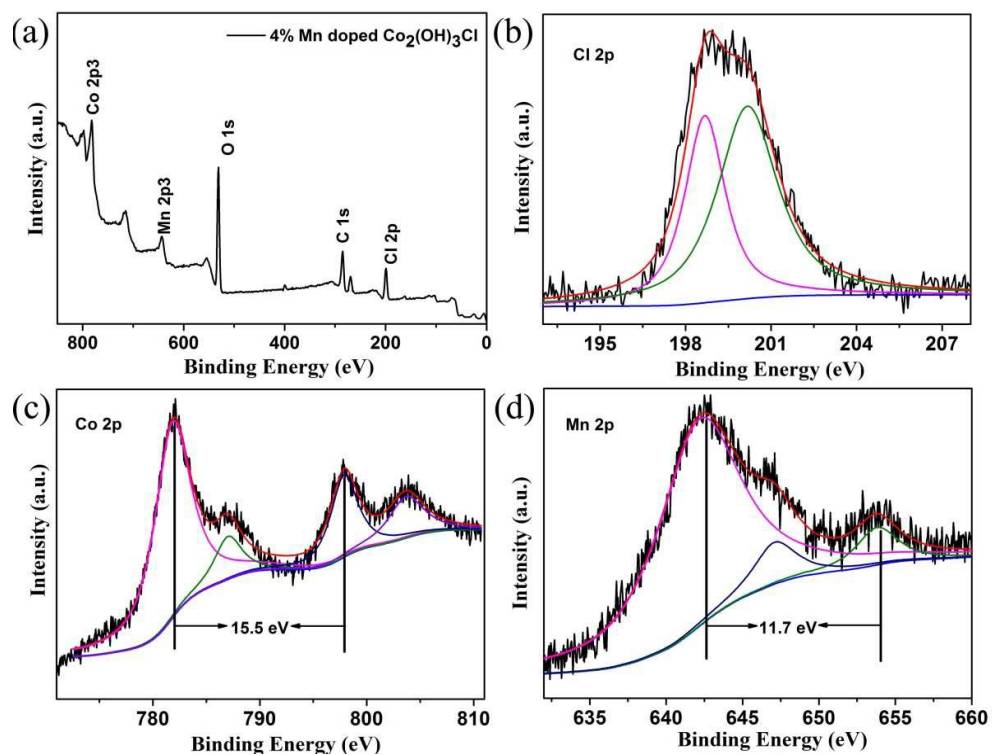 (a)
4% Mn doped Co2(OH)3Cl
Co 2p3
Mn 2p3
O 1s
C 1s
Cl 2p
Intensity (a.u.)
800 600 400 200 0
Binding Energy (eV)
(b)
Cl 2p
Intensity (a.u.)
195 198 201 204 207
Binding Energy (eV)
(c)
Co 2p
15.5 eV
Intensity (a.u.)
780 790 800 810
Binding Energy (eV)
(d)
Mn 2p
11.7 eV
Intensity (a.u.)
635 640 645 650 655 660
Binding Energy (eV)